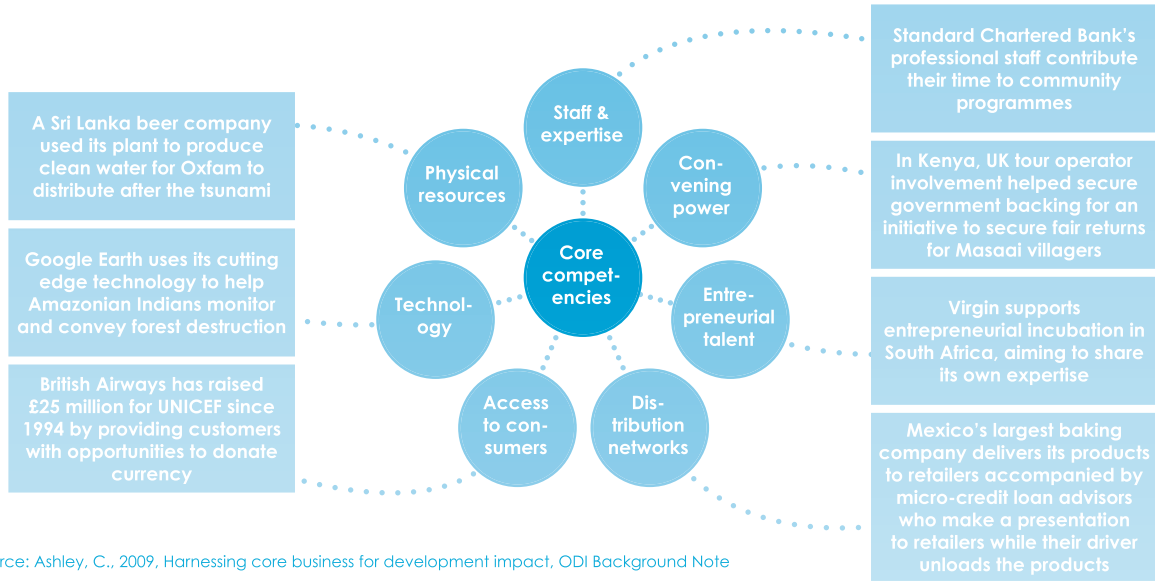 Standard Chartered Bank's
professional staff contribute
their time to community
programmes
A Sri Lanka beer company
used its plant to produce
clean water for Oxfam to
distribute after the tsunami
Staff &
expertise
Physical
resources
Con-
vening
power
In Kenya, UK tour operator
involvement helped secure
government backing for an
initiative to secure fair returns
for Masaai villagers
Google Earth uses its cutting
edge technology to help
Amazonian Indians monitor
and convey forest destruction
Core
compet-
encies
Technol-
ogy
Entre-
preneurial
talent
Virgin supports
entrepreneurial incubation in
South Africa, aiming to share
its own expertise
British Airways has raised
£25 million for UNICEF since
1994 by providing customers
with opportunities to donate
currency
Access
to con-
sumers
Dis-
tribution
networks
Mexico's largest baking
company delivers its products
to retailers accompanied by
micro-credit loan advisors
who make a presentation
to retailers while their driver
unloads the products
rce: Ashley, C., 2009, Harnessing core business for development impact, ODI Background Note